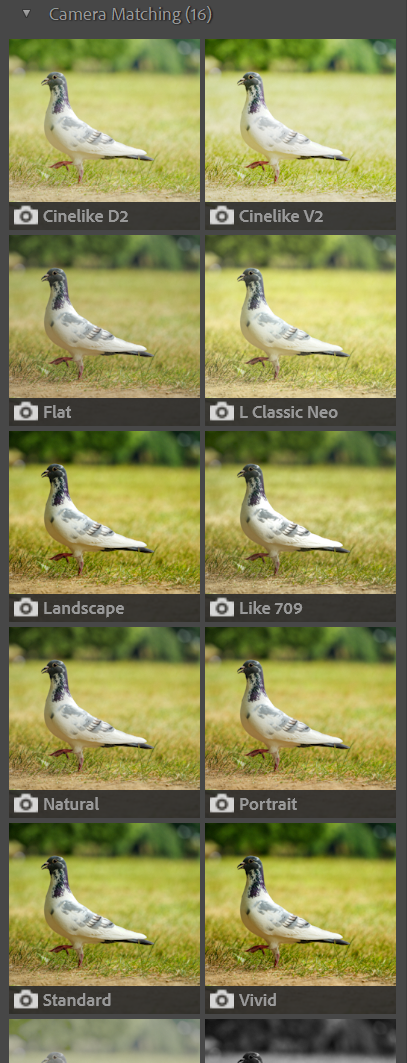 Camera Matching (16)
Cinelike D2
Cinelike V2
Flat
L Classic Neo
Landscape
Like 709
Natural
Portrait
Standard
Vivid